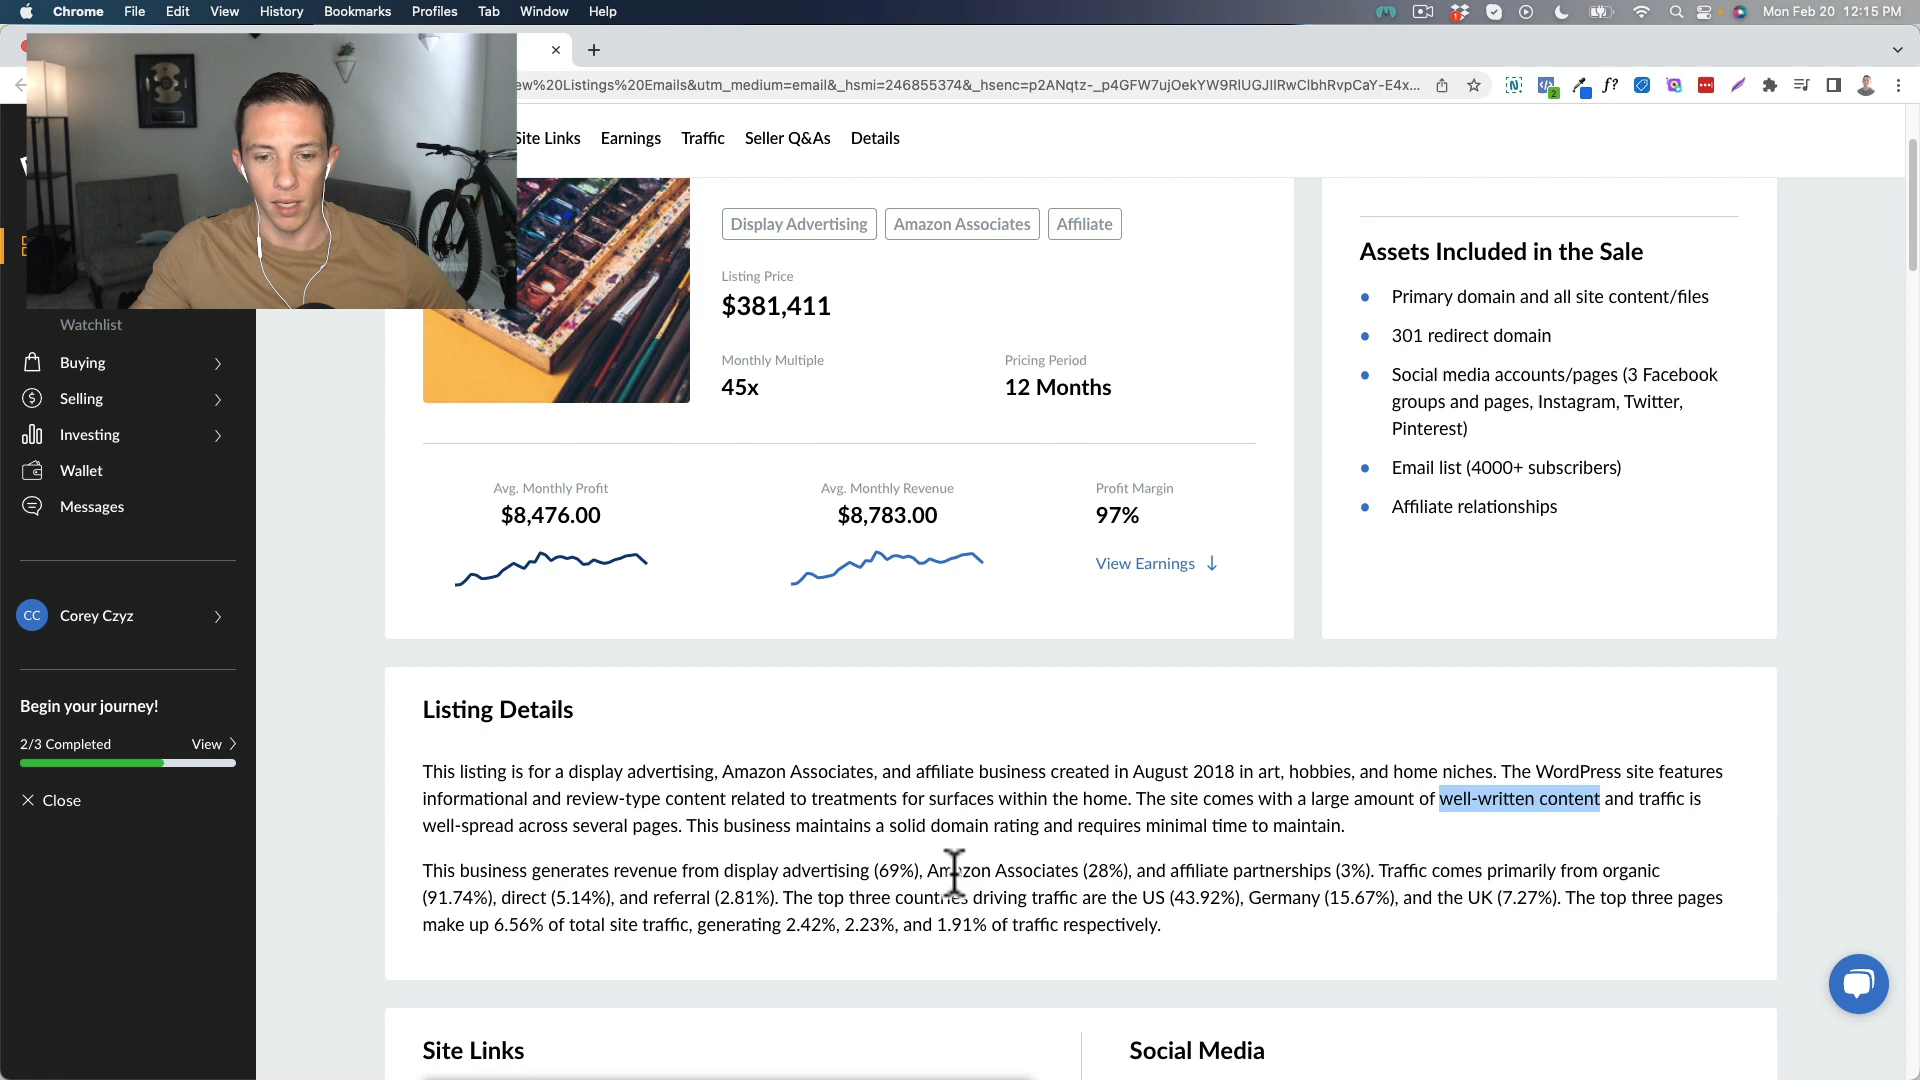 Chrome File Edit View History Bookmarks Profiles Tab Window Help
Mon Feb 20 12:15 PM
ew%20Listings%20Emails&utm_medium=email&_hsmi=246855374&_hsenc=p2ANqtz-_p4GFW7ujOekYW9RlUGJIlRwClbhRvpCaY-E4x...
Site Links Earnings Traffic Seller Q&As Details
Watchlist
Buying
Selling
Investing
Wallet
Messages
CC Corey Czyz
Begin your journey!
2/3 Completed View
Close
Display Advertising Amazon Associates Affiliate
Listing Price
$381,411
Monthly Multiple Pricing Period
45x 12 Months
Avg. Monthly Profit Avg. Monthly Revenue Profit Margin
$8,476.00 $8,783.00 97%
View Earnings
Assets Included in the Sale
Primary domain and all site content/files
301 redirect domain
Social media accounts/pages (3 Facebook
groups and pages, Instagram, Twitter,
Pinterest)
Email list (4000+ subscribers)
Affiliate relationships
Listing Details
This listing is for a display advertising, Amazon Associates, and affiliate business created in August 2018 in art, hobbies, and home niches. The WordPress site features
informational and review-type content related to treatments for surfaces within the home. The site comes with a large amount of well-written content and traffic is
well-spread across several pages. This business maintains a solid domain rating and requires minimal time to maintain.
This business generates revenue from display advertising (69%), Amazon Associates (28%), and affiliate partnerships (3%). Traffic comes primarily from organic
(91.74%), direct (5.14%), and referral (2.81%). The top three countries driving traffic are the US (43.92%), Germany (15.67%), and the UK (7.27%). The top three pages
make up 6.56% of total site traffic, generating 2.42%, 2.23%, and 1.91% of traffic respectively.
Site Links Social Media